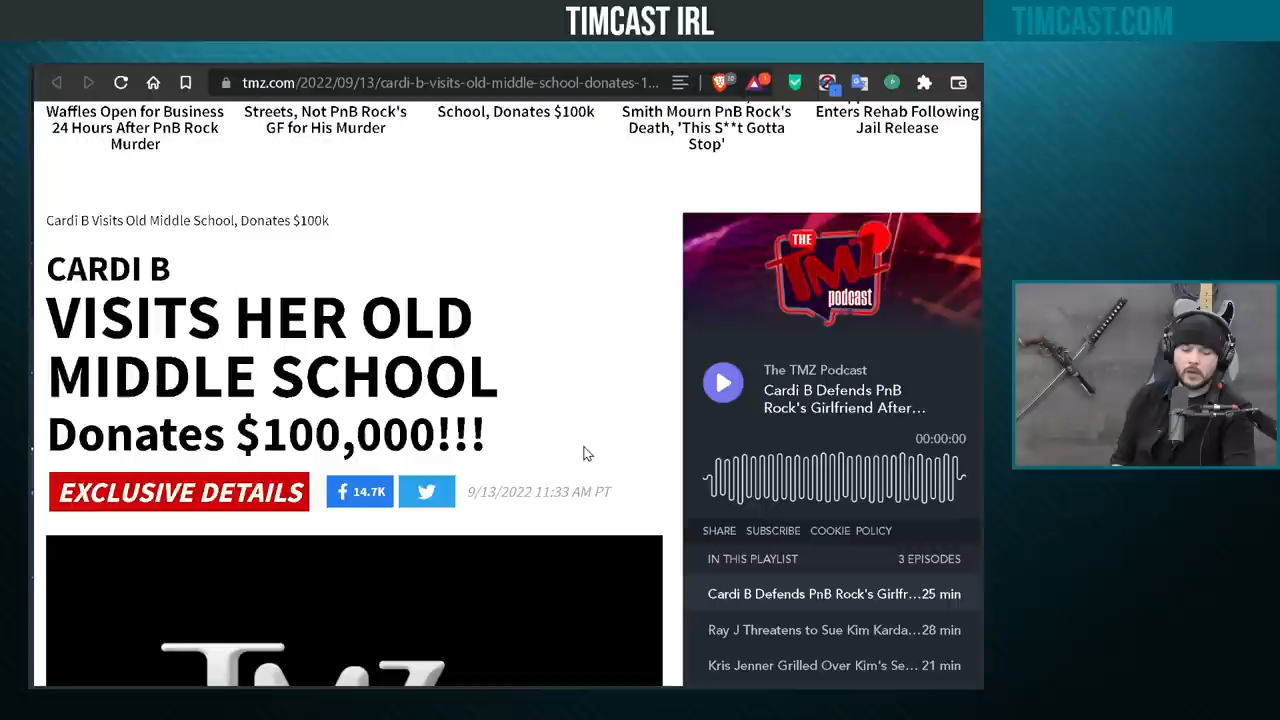 TIMCAST IRL
TIMCAST.COM
tmz.com/2022/09/13/cardi-b-visits-old-middle-school-donates-1...
Waffles Open for Business
24 Hours After PnB Rock
Murder
Streets, Not PnB Rock's
GF for His Murder
School, Donates $100k
Smith Mourn PnB Rock's
Death, 'This S**t Gotta
Stop'
Enters Rehab Following
Jail Release
Cardi B Visits Old Middle School, Donates $100k
CARDI B
VISITS HER OLD
MIDDLE SCHOOL
Donates $100,000!!!
EXCLUSIVE DETAILS
14.7K
9/13/2022 11:33 AM PT
TMZ
THE
TMZ
podcast
The TMZ Podcast
Cardi B Defends PnB
Rock's Girlfriend After...
00:00:00
SHARE SUBSCRIBE COOKIE POLICY
IN THIS PLAYLIST 3 EPISODES
Cardi B Defends PnB Rock's Girlfr...25 min
Ray J Threatens to Sue Kim Karda...28 min
Kris Jenner Grilled Over Kim's Se...21 min